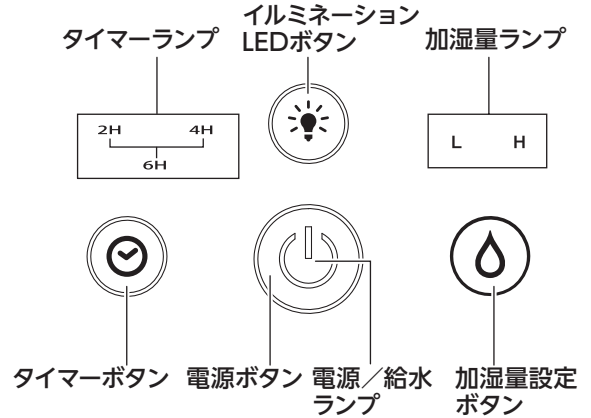 イルミネーション
LEDボタン
タイマーランプ
加湿量ランプ
2H 4H
6H
L H
タイマーボタン
電源ボタン
電源／給水
ランプ
加湿量設定
ボタン